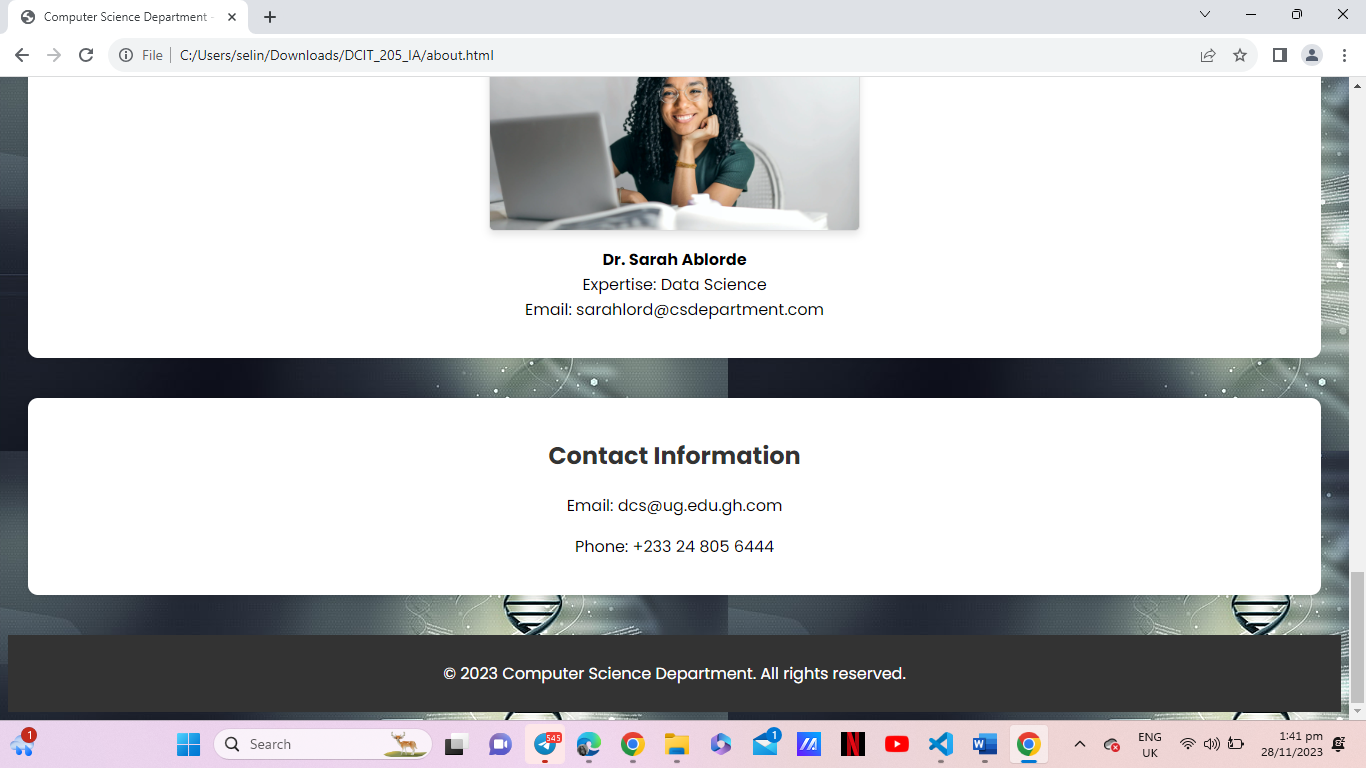 Computer Science Department -
File
C:/Users/selin/Downloads/DCIT_205_IA/about.html
Dr. Sarah Ablorde
Expertise: Data Science
Email: sarahlord@csdepartment.com
Contact Information
Email: dcs@ug.edu.gh.com
Phone: +233 24 805 6444
© 2023 Computer Science Department. All rights reserved.
1
Search
545
1
N
W
ENG
UK
1:41 pm
28/11/2023